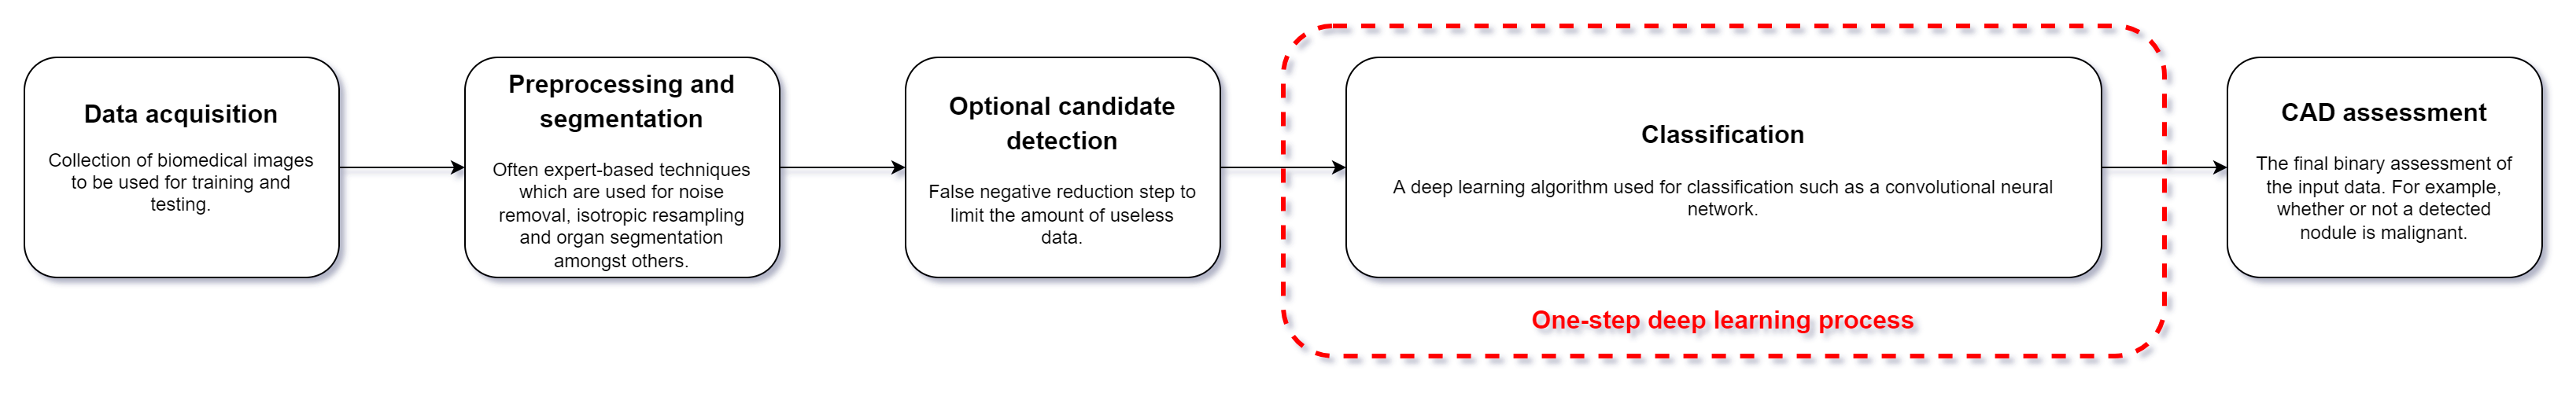 Data acquisition
Collection of biomedical images
to be used for training and
testing.
Preprocessing and
segmentation
Often expert-based techniques
which are used for noise
removal, isotropic resampling
and organ segmentation
amongst others.
Optional candidate
detection
False negative reduction step to
limit the amount of useless
data.
Classification
A deep learning algorithm used for classification such as a convolutional neural
network.
One-step deep learning process
CAD assessment
The final binary assessment of
the input data. For example,
whether or not a detected
nodule is malignant.